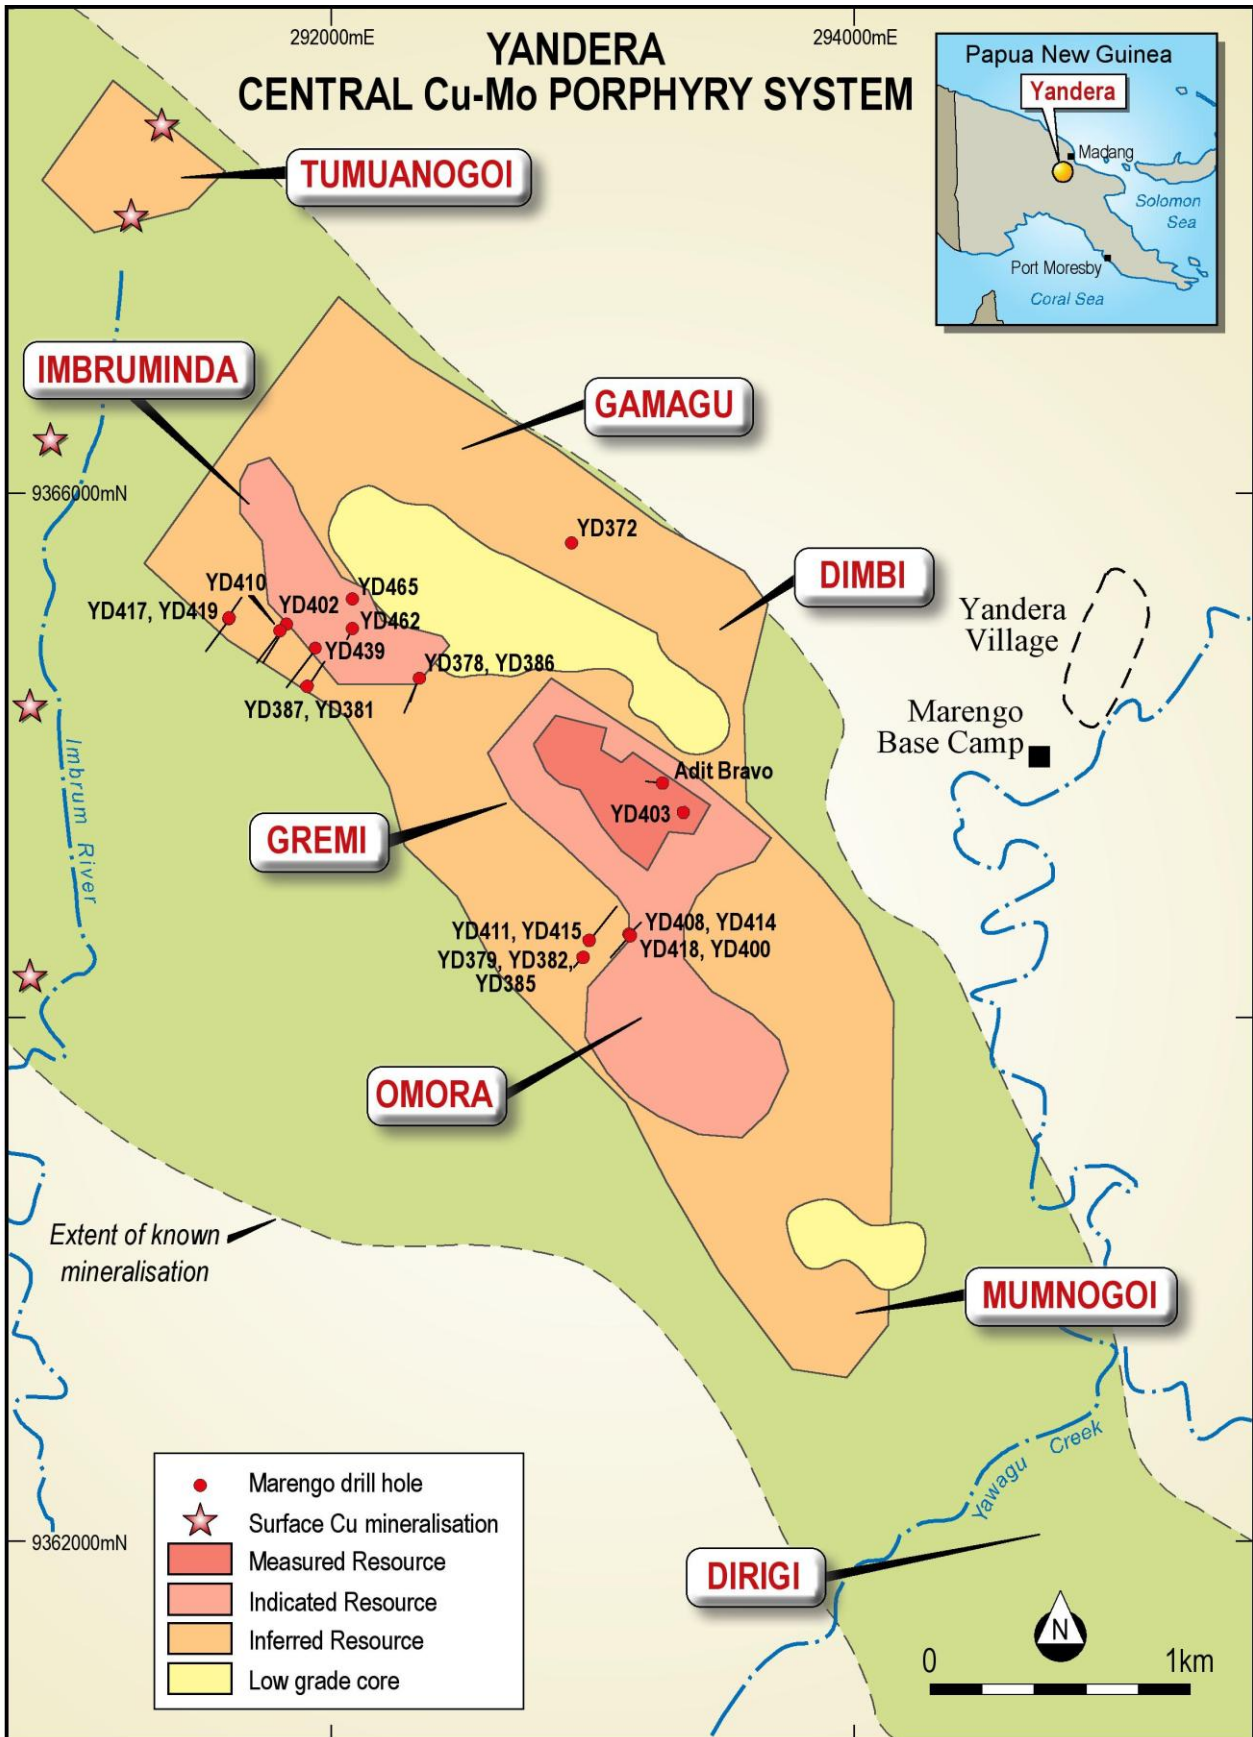 292000mE
294000mE
YANDERA
CENTRAL Cu-Mo PORPHYRY SYSTEM
Papua New Guinea
Yandera
Madang
Solomon
Sea
Port Moresby
Coral Sea
TUMUANOGOI
IMBRUMINDA
GAMAGU
9366000mN
YD372
DIMBI
YD410
YD465
YD417, YD419
YD402
YD462
YD439
YD378, YD386
YD387, YD381
Yandera
Village
Marengo
Base Camp
Imbrum River
Adit Bravo
YD403
GREMI
YD411, YD415
YD408, YD414
YD379, YD382,
YD385
YD418, YD400
OMORA
Extent of known
mineralisation
MUMNOGOI
Yawagu Creek
9362000mN
DIRIGI
Marengo drill hole
Surface Cu mineralisation
Measured Resource
Indicated Resource
Inferred Resource
Low grade core
N
0 1km